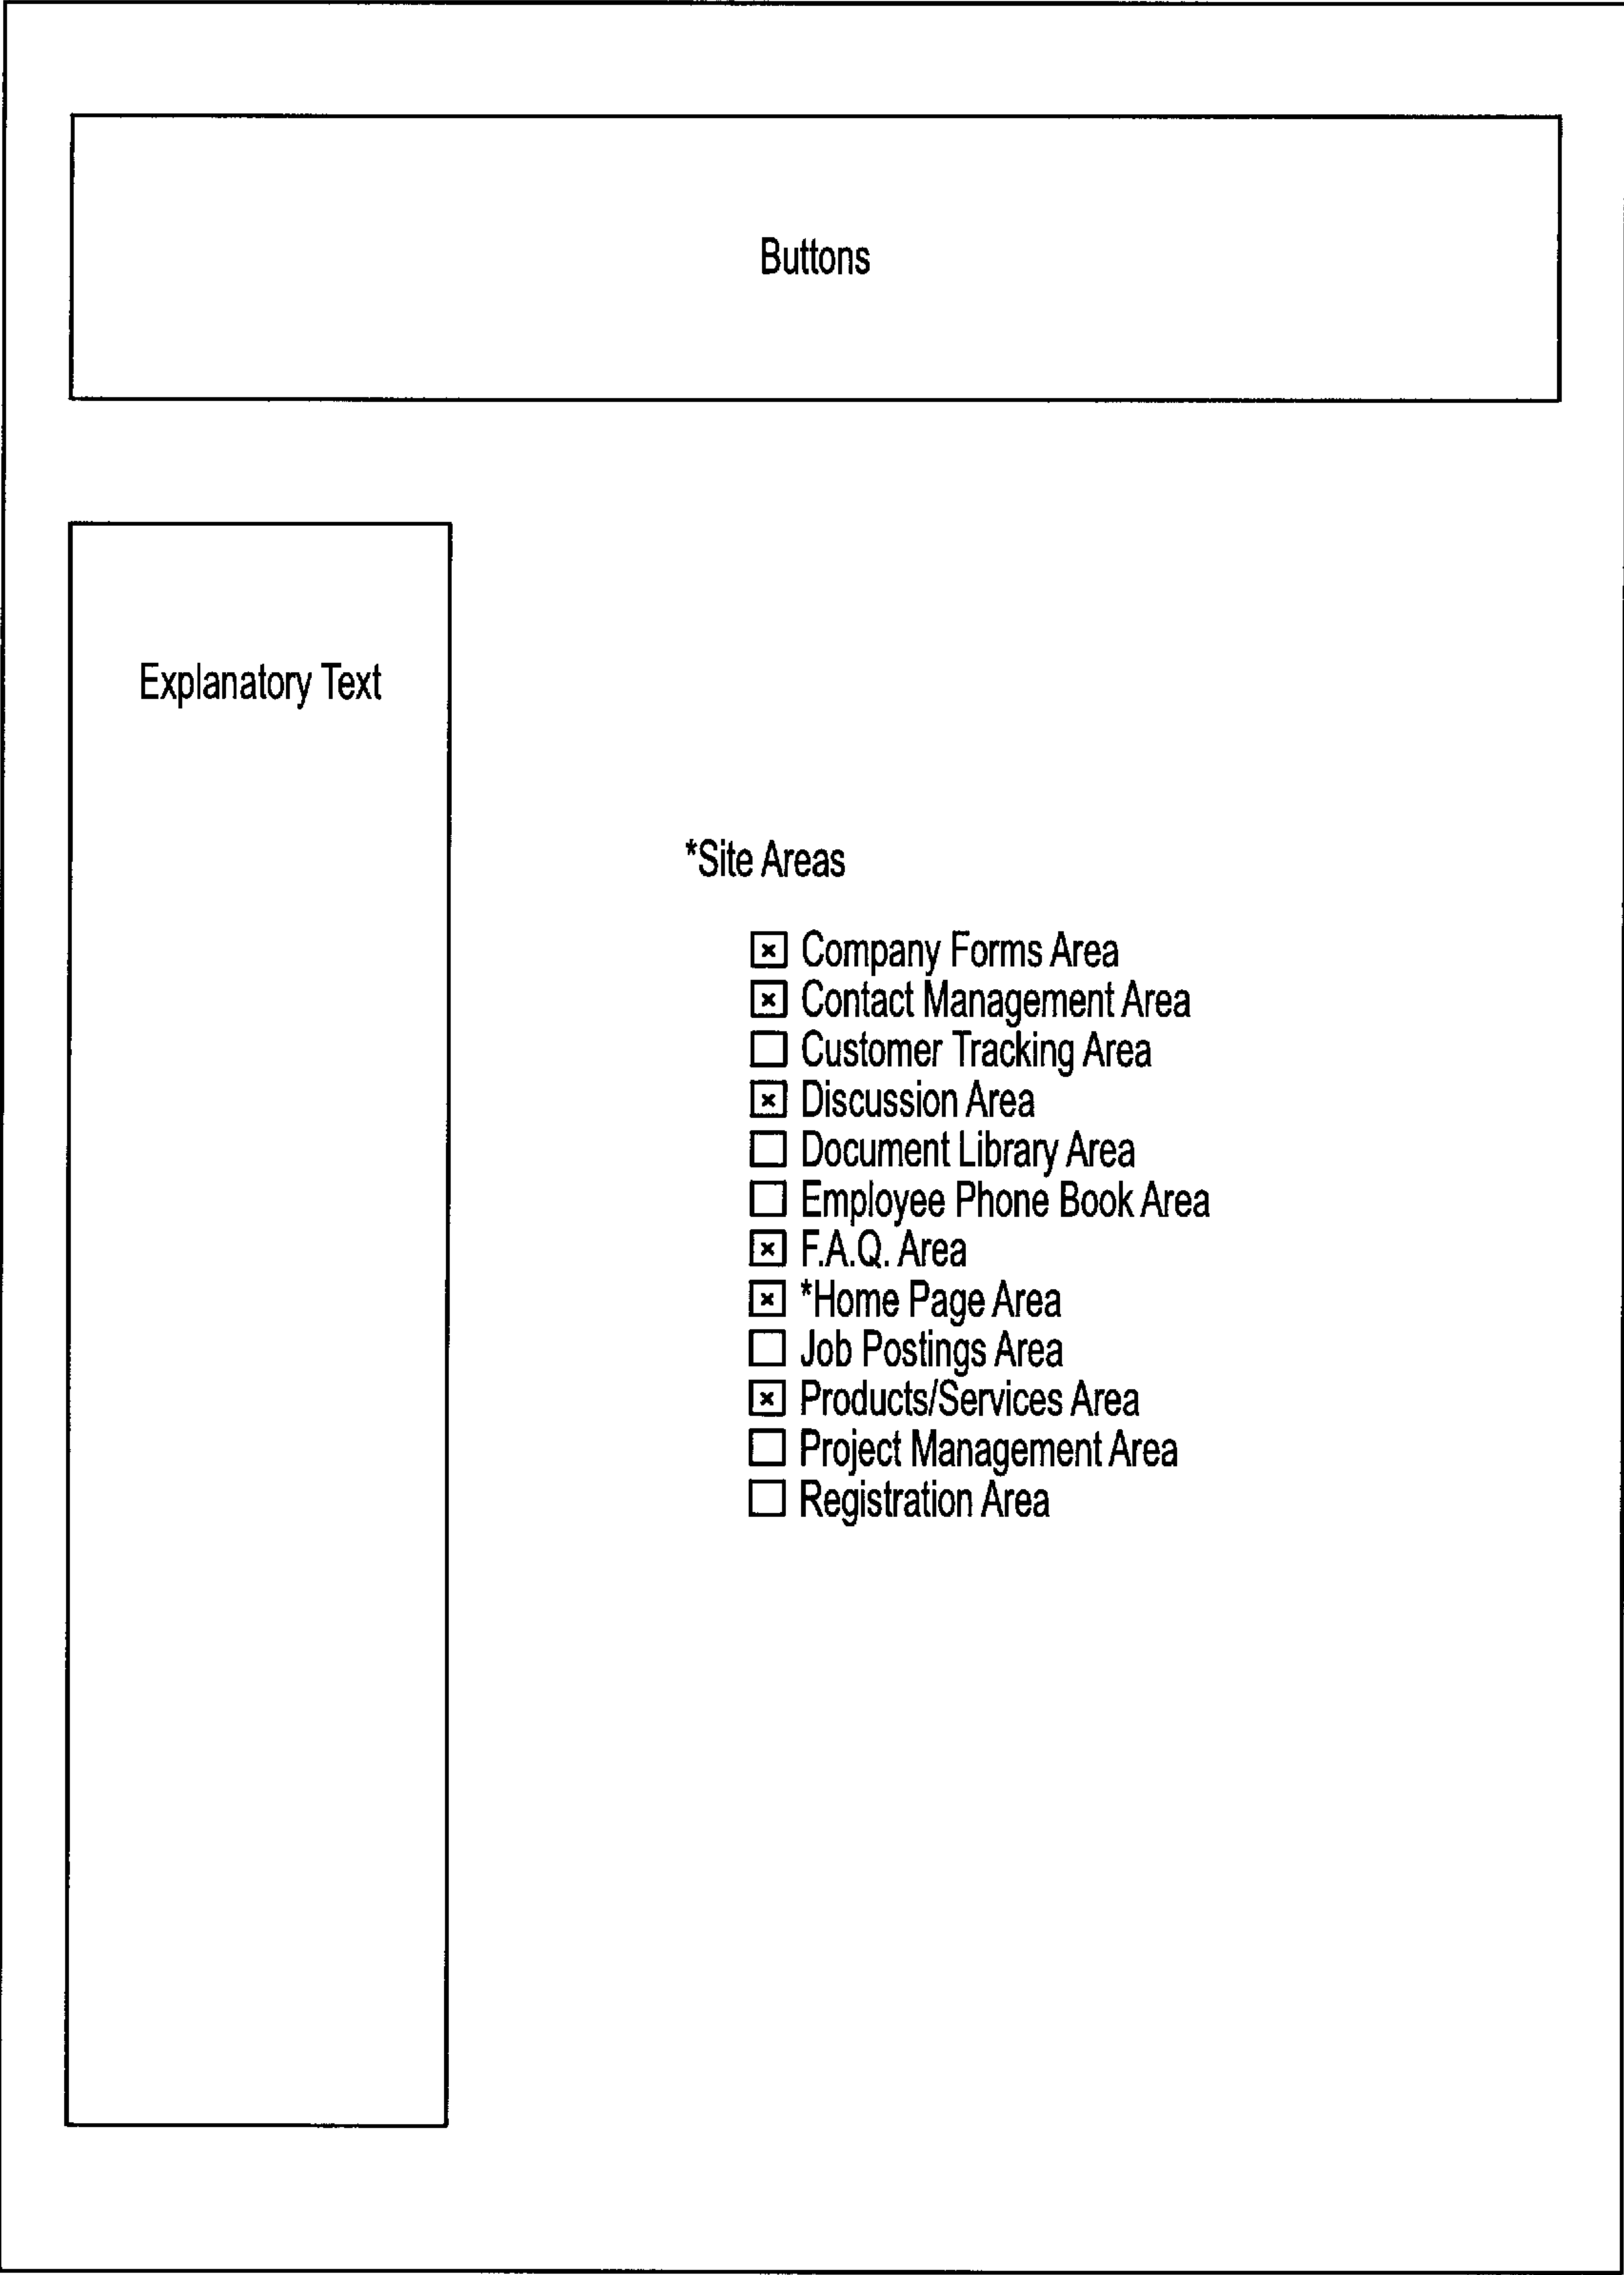 Buttons
Explanatory Text
*Site Areas
☒ Company Forms Area
☒ Contact Management Area
☐ Customer Tracking Area
☒ Discussion Area
☐ Document Library Area
☐ Employee Phone Book Area
☒ F.A.Q. Area
☒ *Home Page Area
☐ Job Postings Area
☒ Products/Services Area
☐ Project Management Area
☐ Registration Area